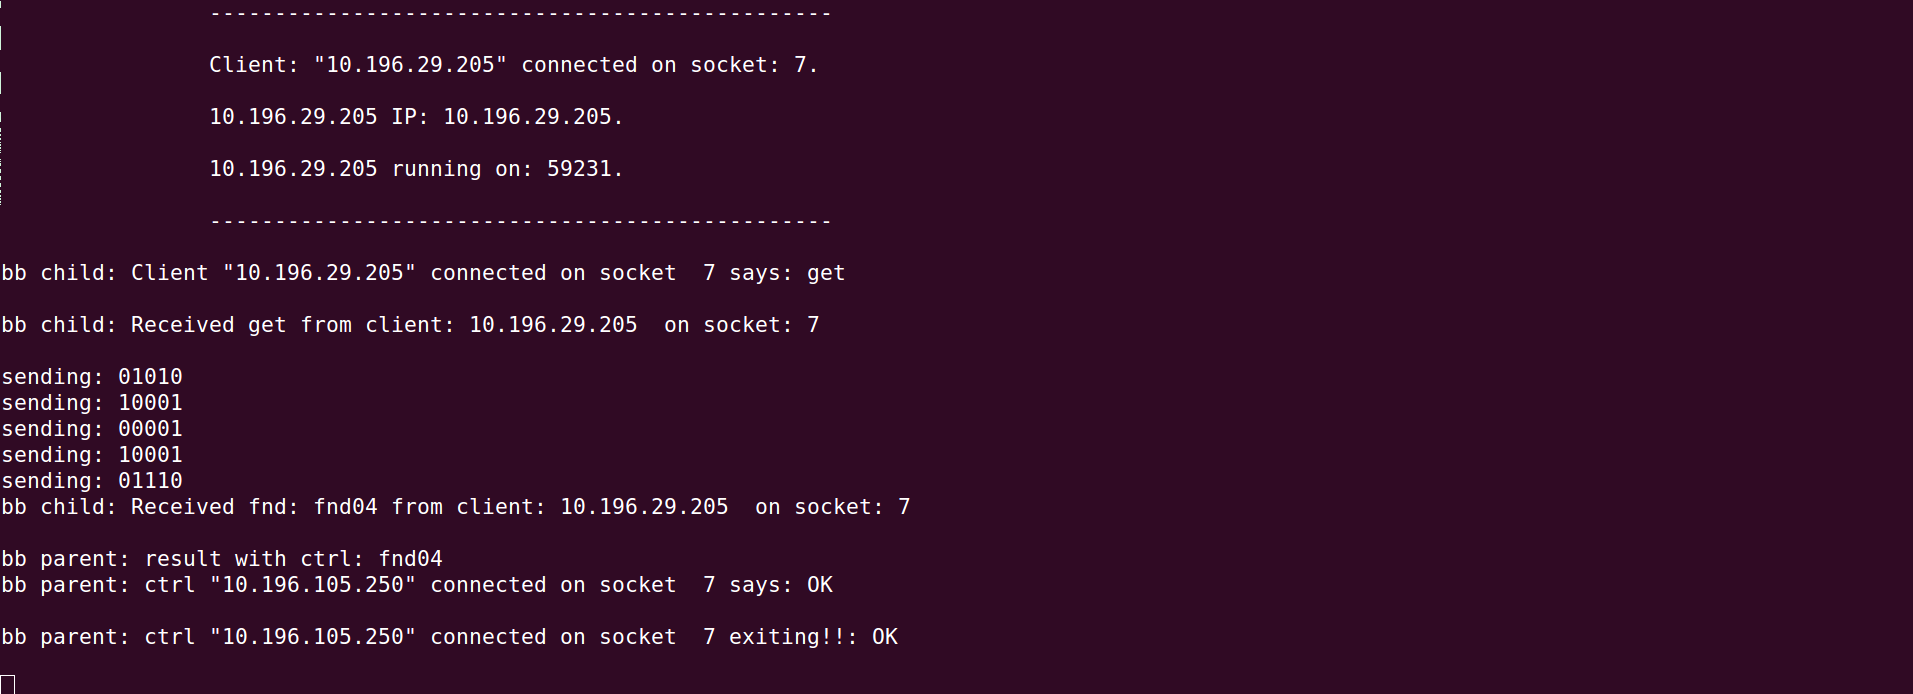 ------------------------------------------------
Client: "10.196.29.205" connected on socket: 7.
10.196.29.205 IP: 10.196.29.205.
10.196.29.205 running on: 59231.
------------------------------------------------
bb child: Client "10.196.29.205" connected on socket  7 says: get
bb child: Received get from client: 10.196.29.205  on socket: 7
sending: 01010
sending: 10001
sending: 00001
sending: 10001
sending: 01110
bb child: Received fnd: fnd04 from client: 10.196.29.205  on socket: 7
bb parent: result with ctrl: fnd04
bb parent: ctrl "10.196.105.250" connected on socket  7 says: OK
bb parent: ctrl "10.196.105.250" connected on socket  7 exiting!!: OK